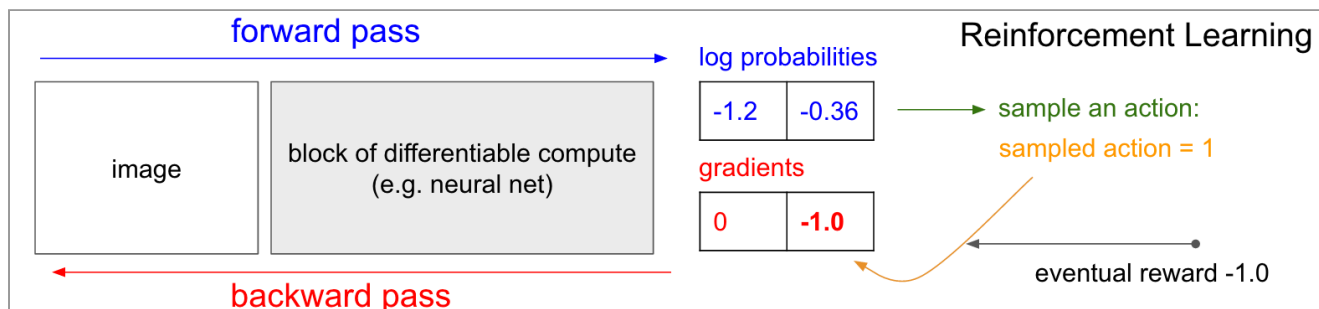 forward pass
Reinforcement Learning
log probabilities
-1.2 -0.36
sample an action:
sampled action = 1
image
block of differentiable compute
(e.g. neural net)
gradients
0 -1.0
eventual reward -1.0
backward pass